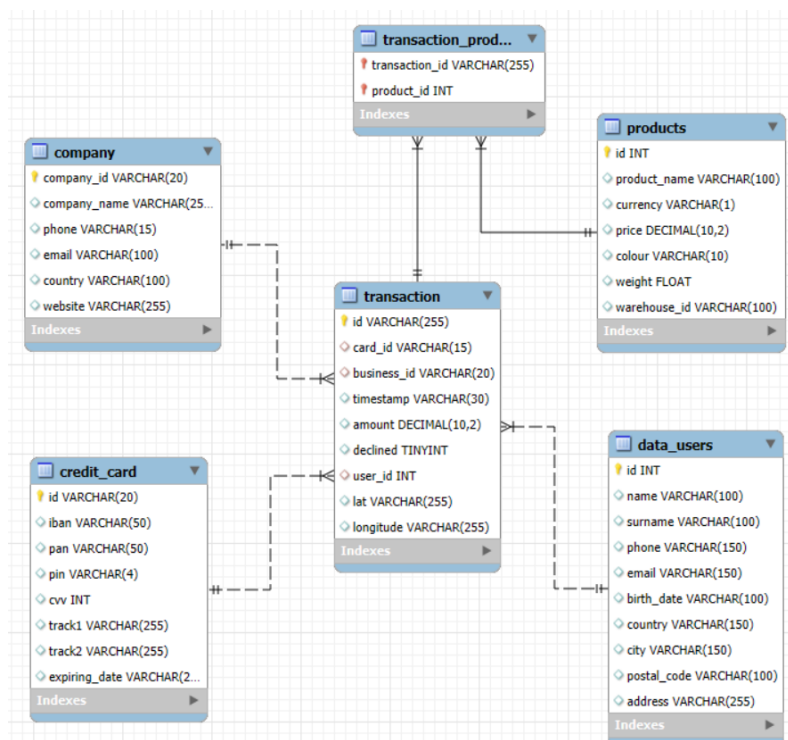 transaction_prod...
transaction_id VARCHAR(255)
product_id INT
Indexes
products
id INT
product_name VARCHAR(100)
currency VARCHAR(1)
price DECIMAL(10,2)
colour VARCHAR(10)
weight FLOAT
warehouse_id VARCHAR(100)
Indexes
company
company_id VARCHAR(20)
company_name VARCHAR(25...
phone VARCHAR(15)
email VARCHAR(100)
country VARCHAR(100)
website VARCHAR(255)
Indexes
transaction
id VARCHAR(255)
card_id VARCHAR(15)
business_id VARCHAR(20)
timestamp VARCHAR(30)
amount DECIMAL(10,2)
declined TINYINT
user_id INT
lat VARCHAR(255)
longitude VARCHAR(255)
Indexes
credit_card
id VARCHAR(20)
iban VARCHAR(50)
pan VARCHAR(50)
pin VARCHAR(4)
cvv INT
track1 VARCHAR(255)
track2 VARCHAR(255)
expiring_date VARCHAR(2...
Indexes
data_users
id INT
name VARCHAR(100)
surname VARCHAR(100)
phone VARCHAR(150)
email VARCHAR(150)
birth_date VARCHAR(100)
country VARCHAR(150)
city VARCHAR(150)
postal_code VARCHAR(100)
address VARCHAR(255)
Indexes